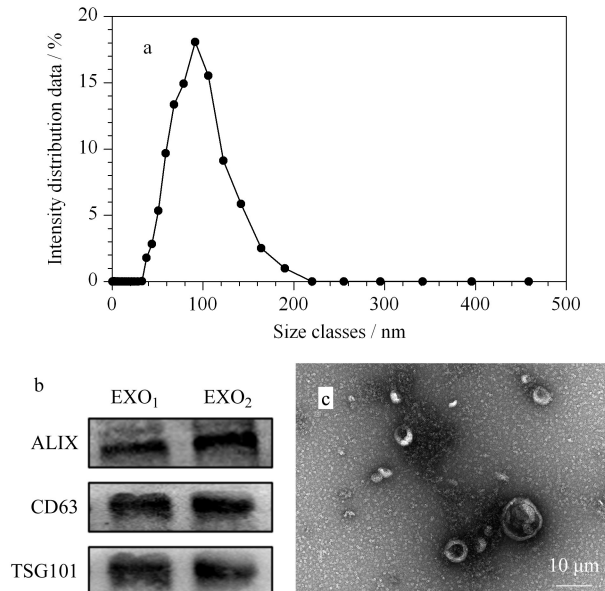 20
15
10
5
0
a
Intensity distribution data / %
0
100
200
300
400
500
Size classes / nm
b
EXO₁ EXO₂
ALIX
CD63
TSG101
c
10 μm